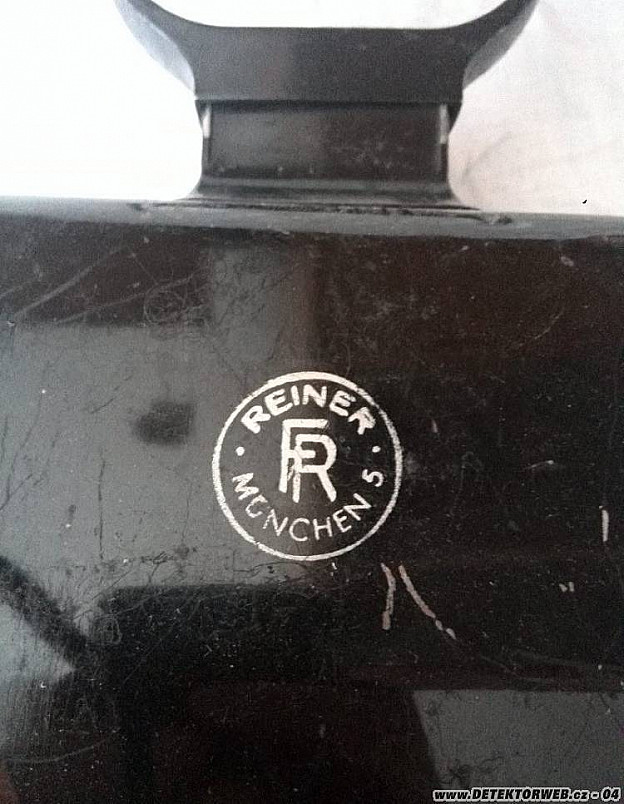 REINER
FR
· MÜNCHEN 5 ·
www.DETEKTORWEB.cz - 04